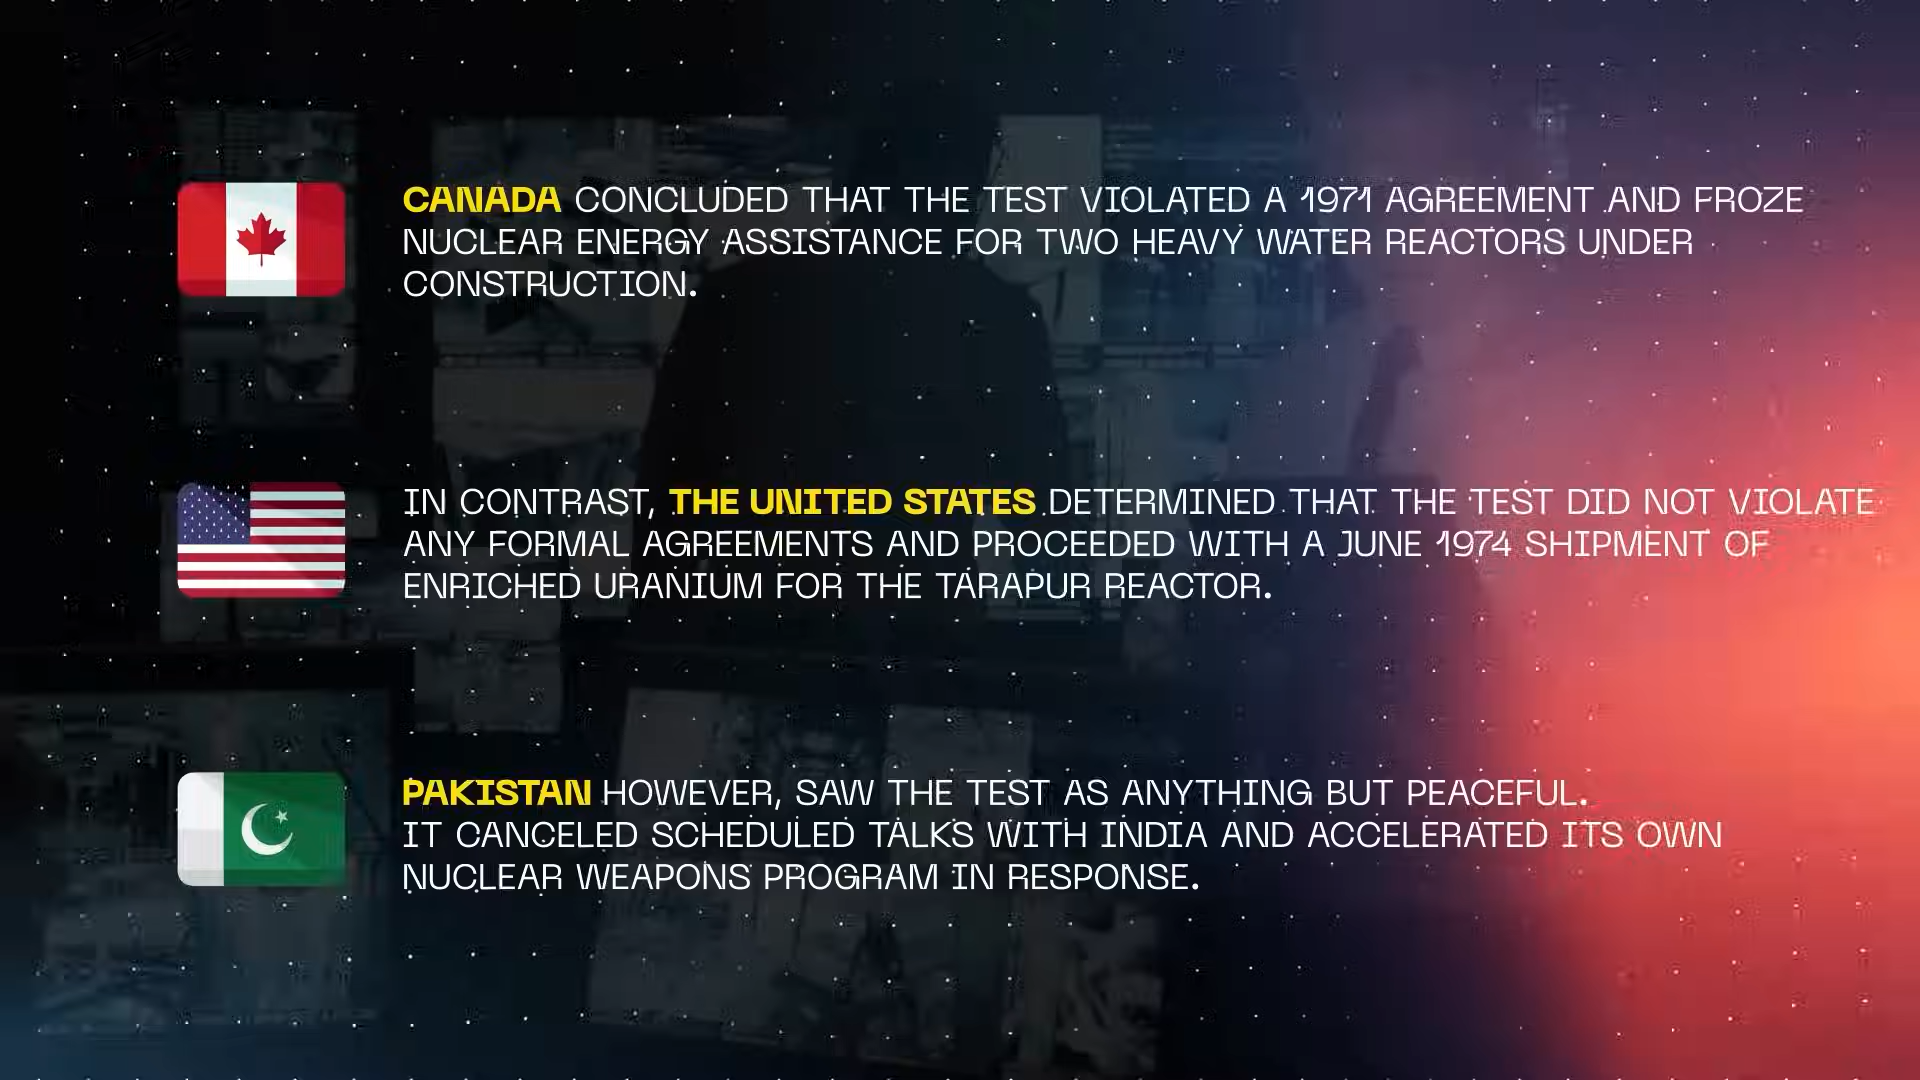 CANADA CONCLUDED THAT THE TEST VIOLATED A 1971 AGREEMENT AND FROZE
NUCLEAR ENERGY ASSISTANCE FOR TWO HEAVY WATER REACTORS UNDER
CONSTRUCTION.
IN CONTRAST, THE UNITED STATES DETERMINED THAT THE TEST DID NOT VIOLATE
ANY FORMAL AGREEMENTS AND PROCEEDED WITH A JUNE 1974 SHIPMENT OF
ENRICHED URANIUM FOR THE TARAPUR REACTOR.
PAKISTAN HOWEVER, SAW THE TEST AS ANYTHING BUT PEACEFUL.
IT CANCELED SCHEDULED TALKS WITH INDIA AND ACCELERATED ITS OWN
NUCLEAR WEAPONS PROGRAM IN RESPONSE.